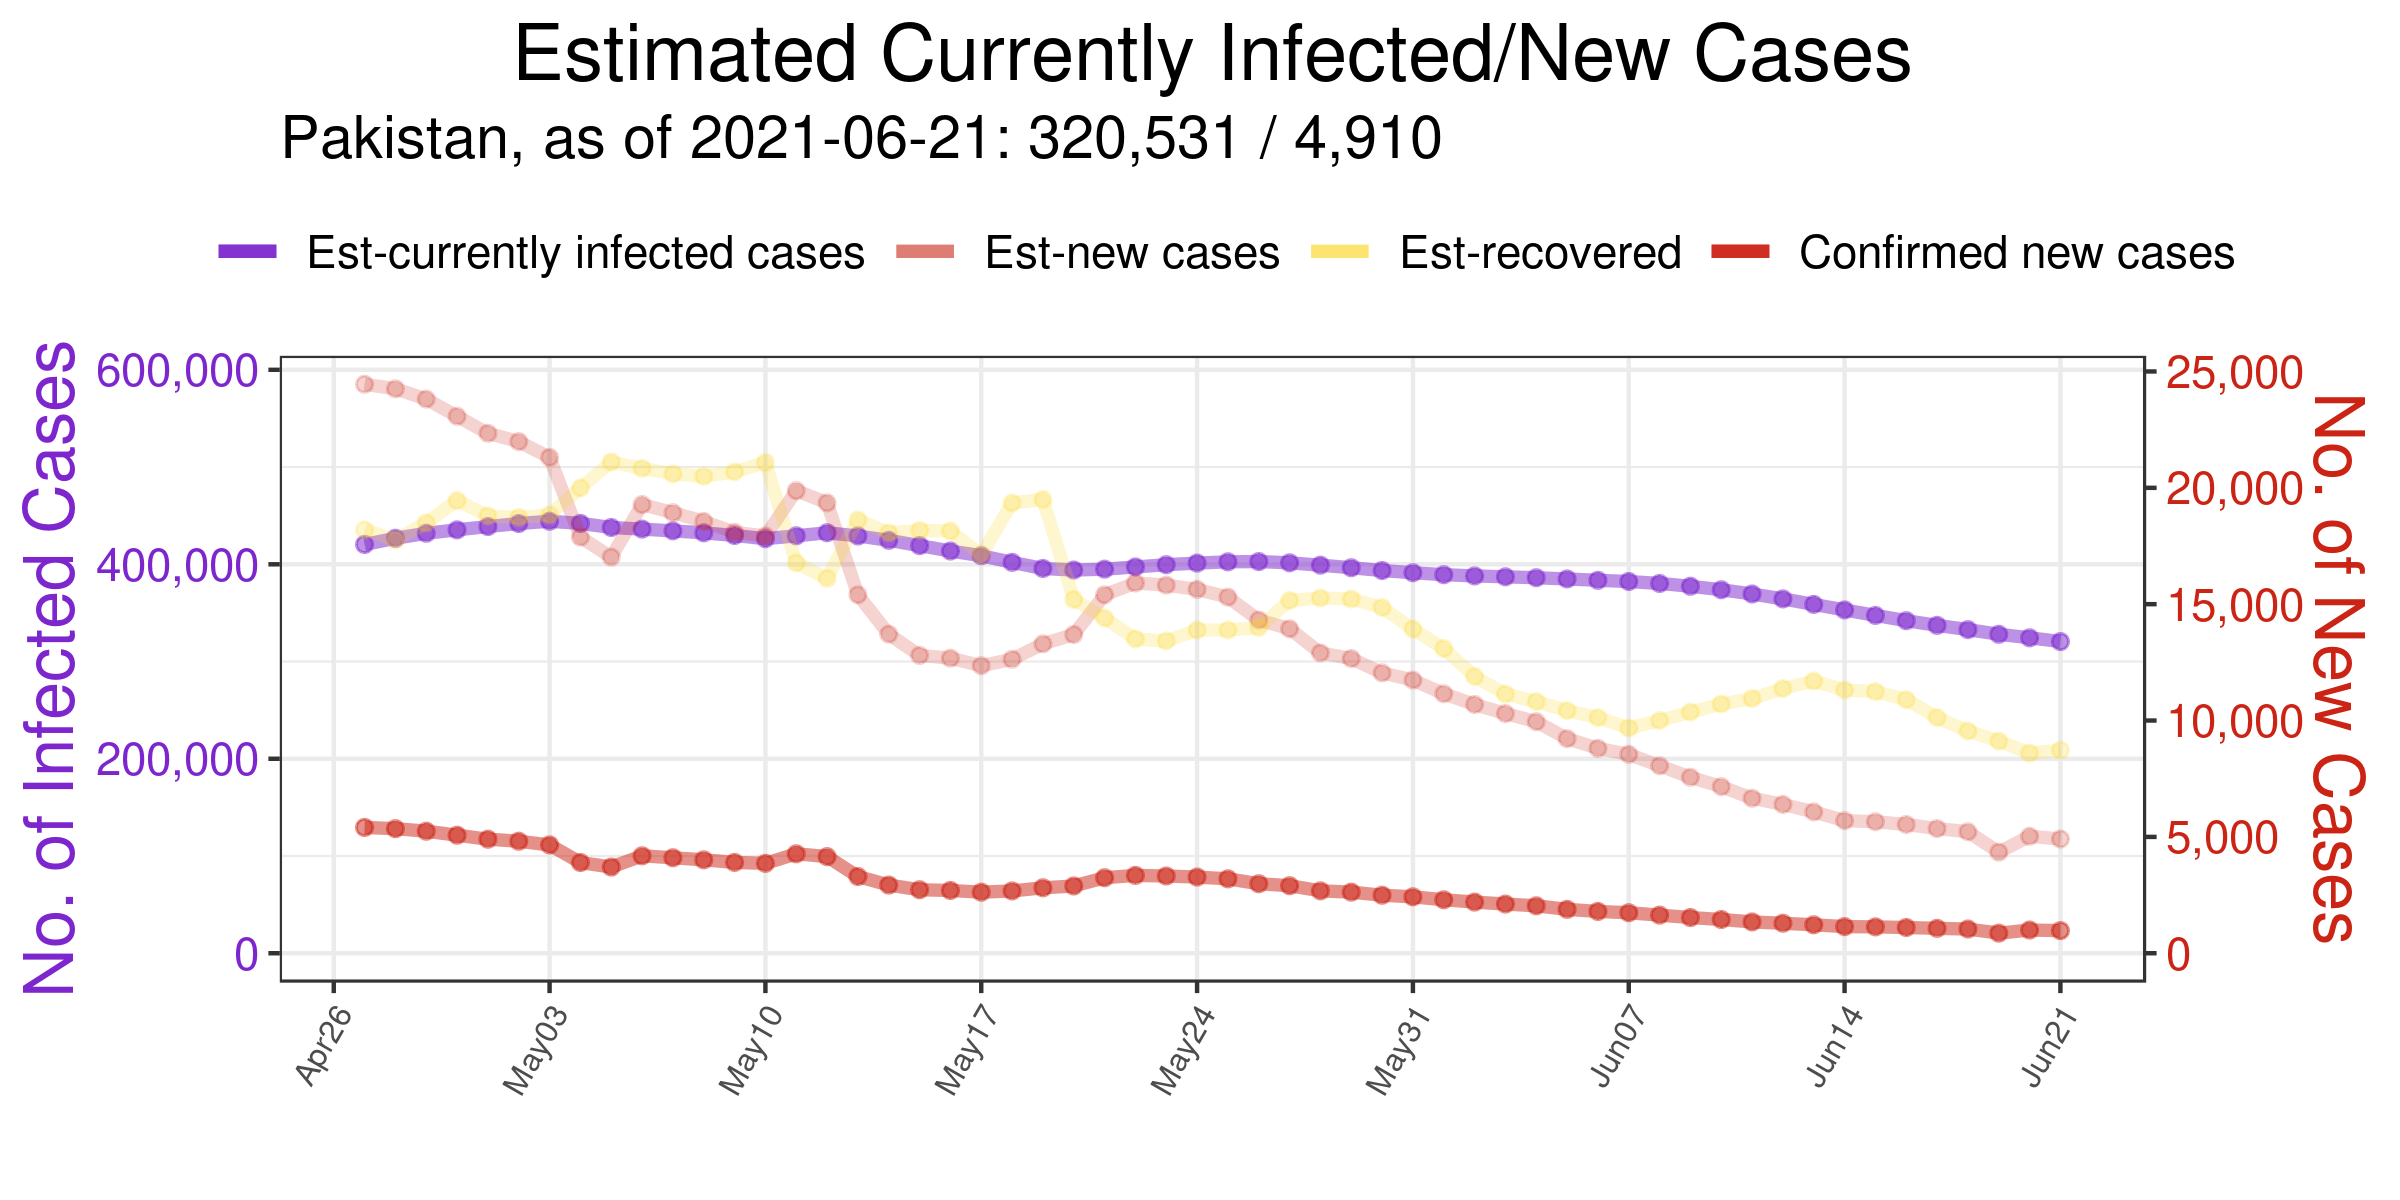 Estimated Currently Infected/New Cases
Pakistan, as of 2021-06-21: 320,531 / 4,910
Est-currently infected cases Est-new cases Est-recovered Confirmed new cases
No. of Infected Cases
600,000
400,000
200,000
0
25,000
20,000
15,000
10,000
5,000
0
No. of New Cases
Apr26 May03 May10 May17 May24 May31 Jun07 Jun14 Jun21